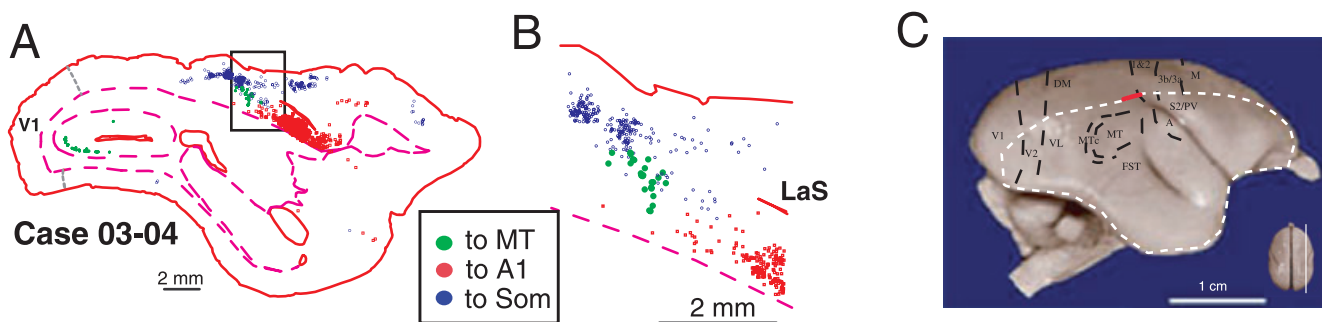 A
B
C
V1
Case 03-04
2 mm
to MT
to A1
to Som
LaS
2 mm
1&2
3b/3a
M
DM
S2/PV
A
V1
V2
VL
MTc
MT
FST
1 cm